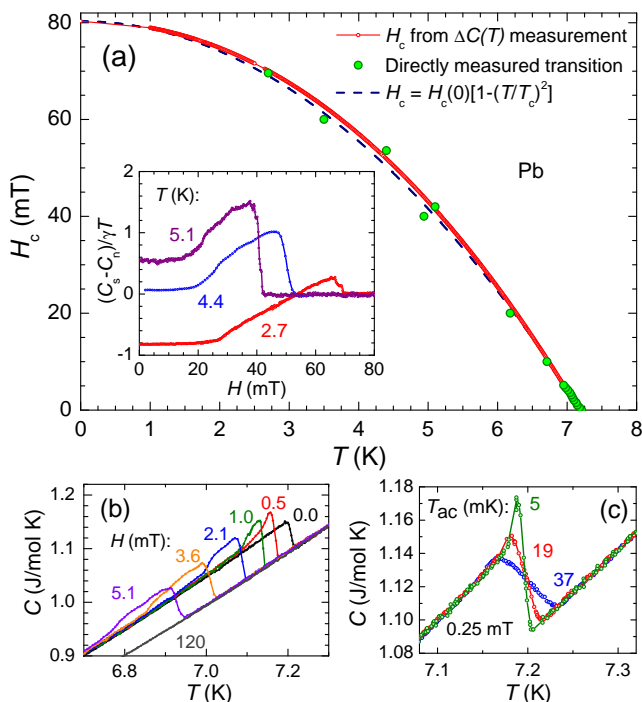 (a)
H_c from ΔC(T) measurement
Directly measured transition
H_c = H_c(0)[1-(T/T_c)^2]
Pb
H_c (mT)
80
60
40
20
0
0 1 2 3 4 5 6 7 8
T (K)
T (K):
5.1
4.4
2.7
(C_s-C_n)/γT
2
1
0
-1
0 20 40 60 80
H (mT)
(b)
H (mT):
5.1
3.6
2.1
1.0
0.5
0.0
120
C (J/mol K)
1.2
1.1
1.0
0.9
6.8 7.0 7.2
T (K)
(c)
T_ac (mK):
5
19
37
0.25 mT
C (J/mol K)
1.18
1.16
1.14
1.12
1.10
1.08
7.1 7.2 7.3
T (K)